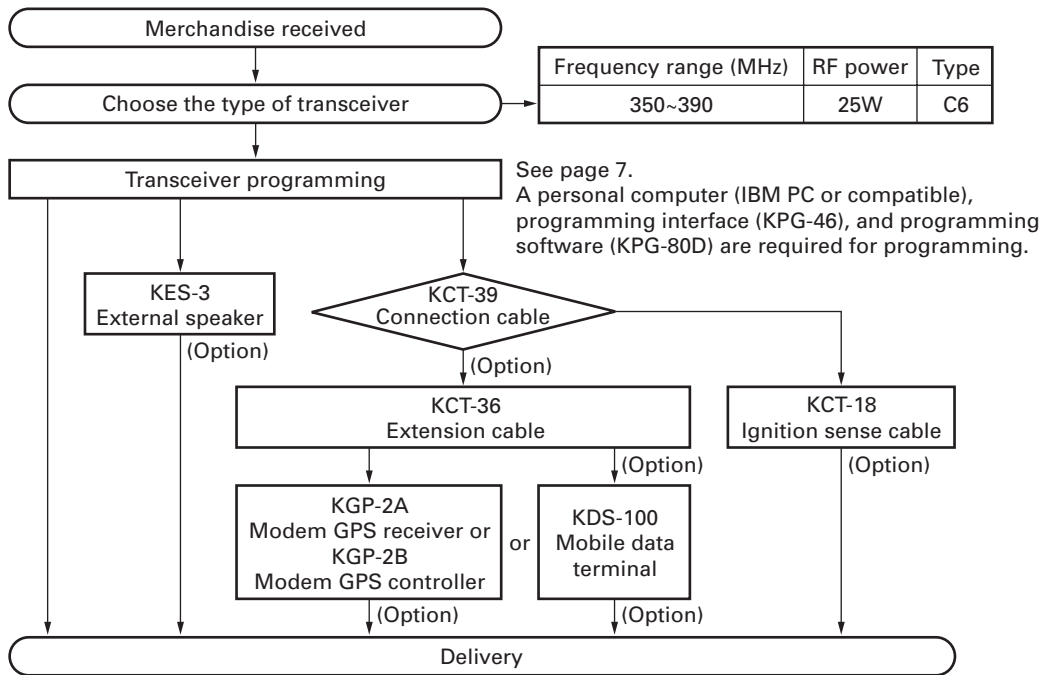 Merchandise received
Choose the type of transceiver
Frequency range (MHz) RF power Type
350~390 25W C6
Transceiver programming
See page 7.
A personal computer (IBM PC or compatible),
programming interface (KPG-46), and programming
software (KPG-80D) are required for programming.
KES-3
External speaker
(Option)
KCT-39
Connection cable
(Option)
KCT-36
Extension cable
(Option)
KCT-18
Ignition sense cable
(Option)
KGP-2A
Modem GPS receiver or
KGP-2B
Modem GPS controller
(Option)
or
KDS-100
Mobile data
terminal
(Option)
Delivery